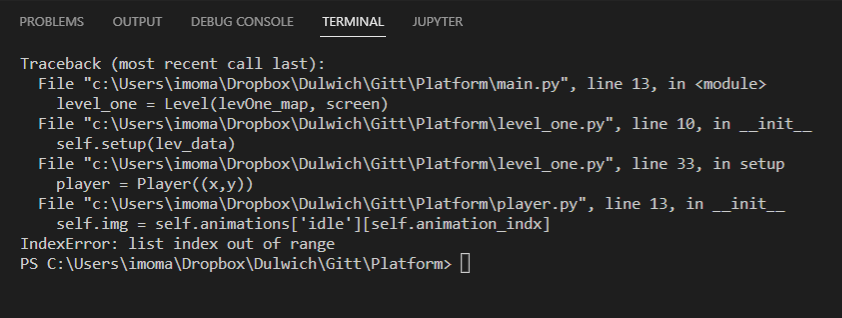 PROBLEMS OUTPUT DEBUG CONSOLE TERMINAL JUPYTER
Traceback (most recent call last):
  File "c:\Users\imoma\Dropbox\Dulwich\Gitt\Platform\main.py", line 13, in <module>
    level_one = Level(levOne_map, screen)
  File "c:\Users\imoma\Dropbox\Dulwich\Gitt\Platform\level_one.py", line 10, in __init__
    self.setup(lev_data)
  File "c:\Users\imoma\Dropbox\Dulwich\Gitt\Platform\level_one.py", line 33, in setup
    player = Player((x,y))
  File "c:\Users\imoma\Dropbox\Dulwich\Gitt\Platform\player.py", line 13, in __init__
    self.img = self.animations['idle'][self.animation_indx]
IndexError: list index out of range
PS C:\Users\imoma\Dropbox\Dulwich\Gitt\Platform>